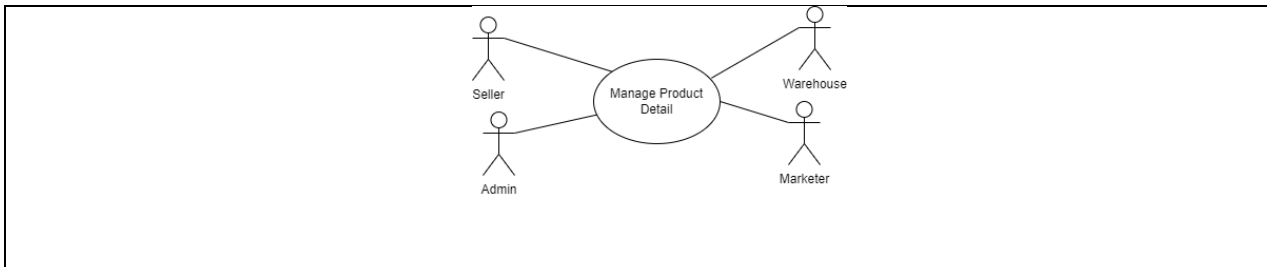 Seller
Warehouse
Manage Product
Detail
Admin
Marketer